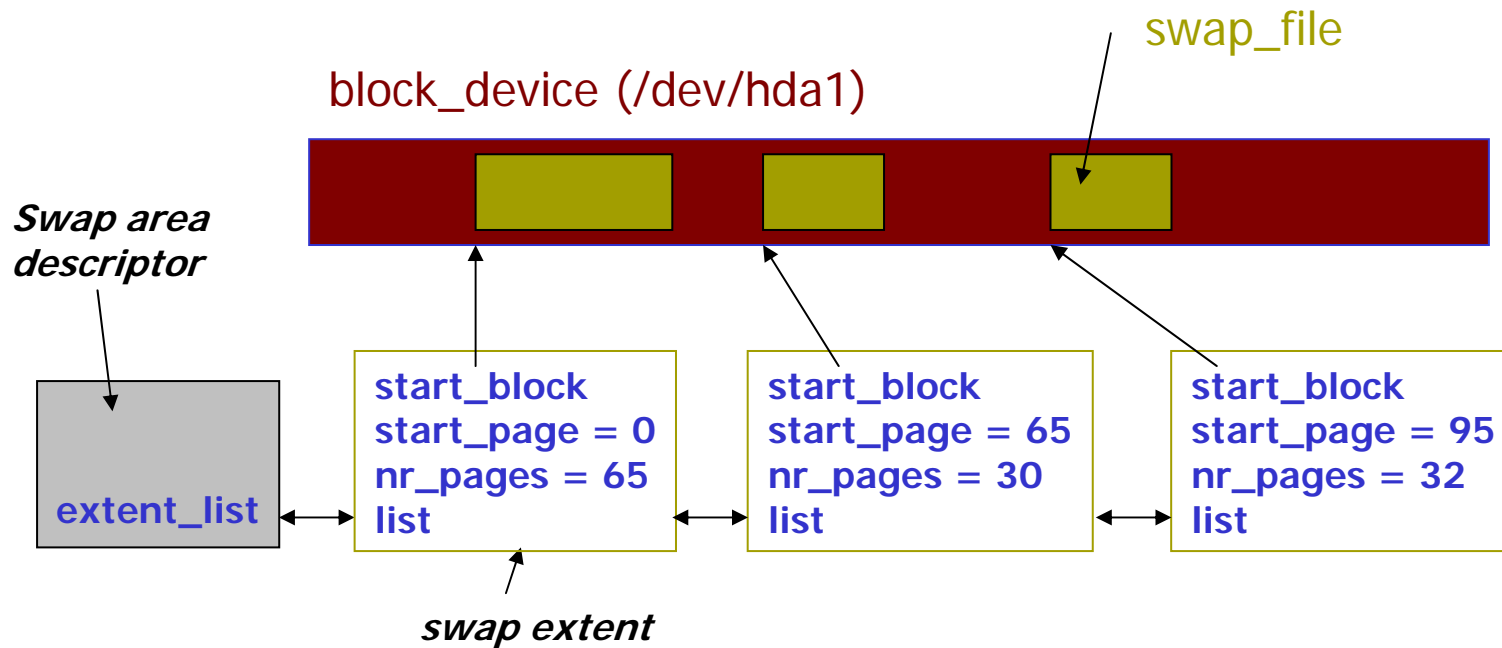 swap_file
block_device (/dev/hda1)
Swap area
descriptor
extent_list
start_block
start_page = 0
nr_pages = 65
list
start_block
start_page = 65
nr_pages = 30
list
start_block
start_page = 95
nr_pages = 32
list
swap extent